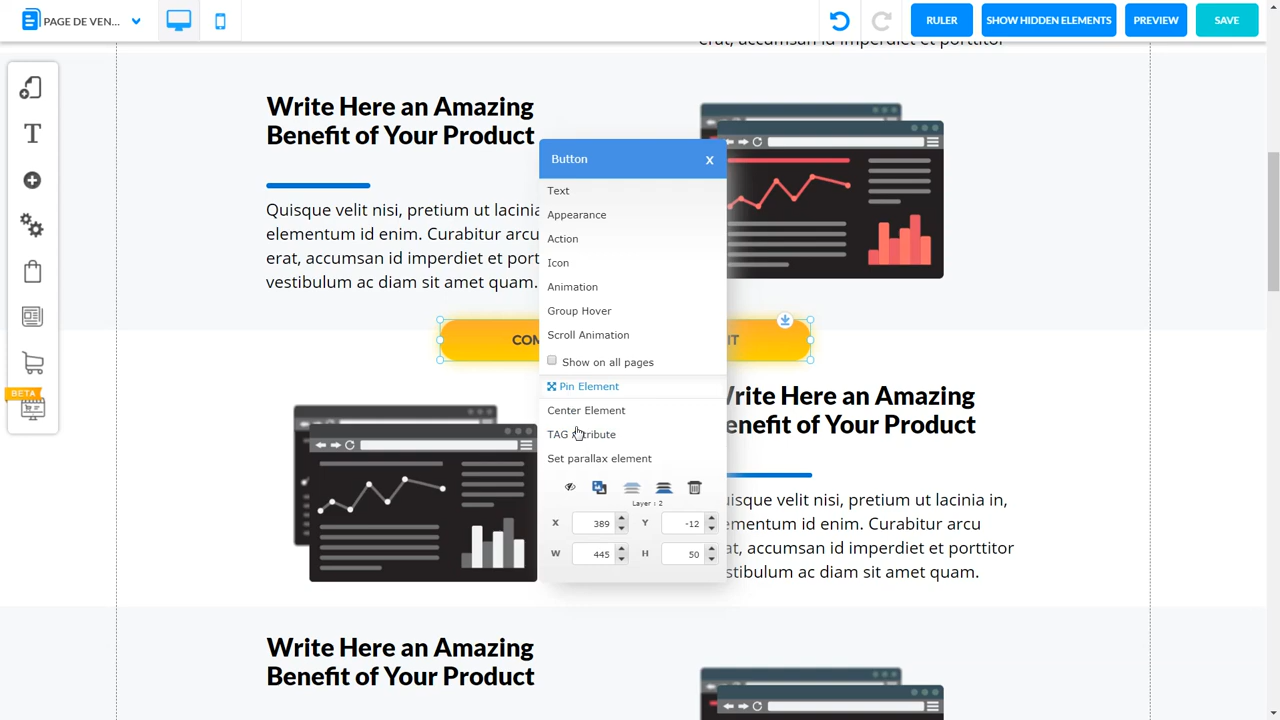 PAGE DE VEN...
RULER
SHOW HIDDEN ELEMENTS
PREVIEW
SAVE
erat, accumsan id imperdiet et porttitor
Write Here an Amazing
Benefit of Your Product
Quisque velit nisi, pretium ut lacinia
elementum id enim. Curabitur arcu
erat, accumsan id imperdiet et port
vestibulum ac diam sit amet quam.
Button
X
Text
Appearance
Action
Icon
Animation
Group Hover
Scroll Animation
Show on all pages
Pin Element
Center Element
TAG Attribute
Set parallax element
Layer : 2
X 389 Y -12
W 445 H 50
BETA
Write Here an Amazing
enefit of Your Product
uisque velit nisi, pretium ut lacinia in,
ementum id enim. Curabitur arcu
at, accumsan id imperdiet et porttitor
stibulum ac diam sit amet quam.
Write Here an Amazing
Benefit of Your Product